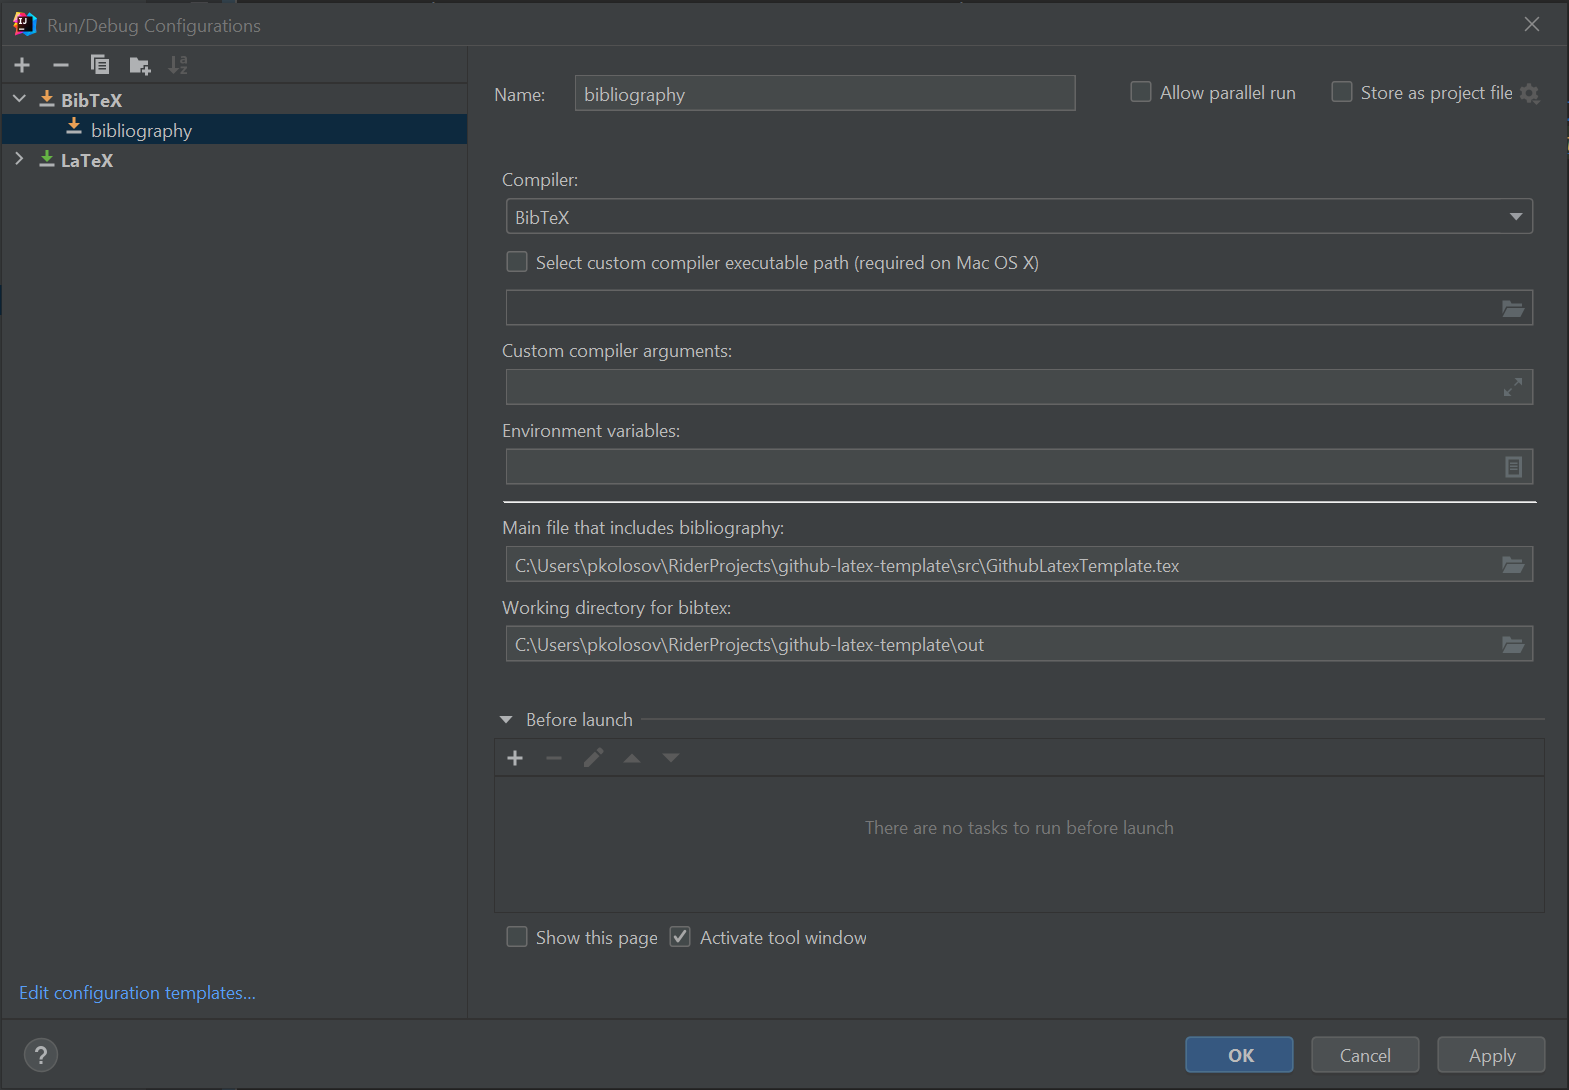 Run/Debug Configurations
BibTeX
bibliography
LaTeX
Name: bibliography
Allow parallel run
Store as project file
Compiler:
BibTeX
Select custom compiler executable path (required on Mac OS X)
Custom compiler arguments:
Environment variables:
Main file that includes bibliography:
C:\Users\pkolosov\RiderProjects\github-latex-template\src\GithubLatexTemplate.tex
Working directory for bibtex:
C:\Users\pkolosov\RiderProjects\github-latex-template\out
Before launch
There are no tasks to run before launch
Show this page
Activate tool window
Edit configuration templates...
?
OK
Cancel
Apply